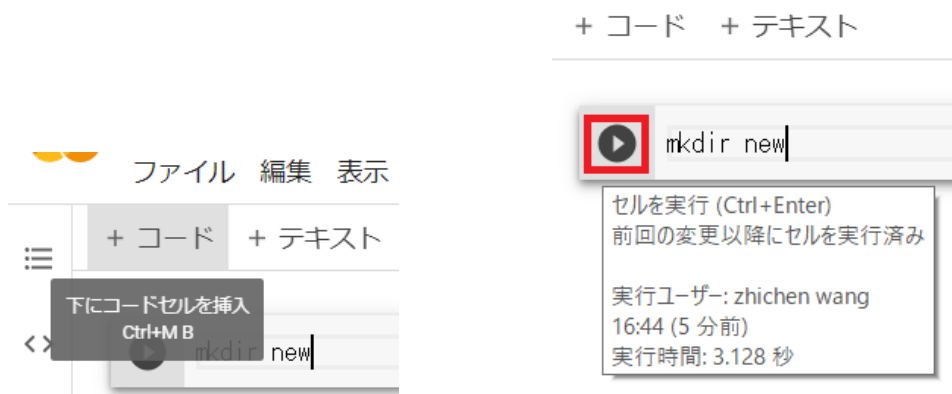 ファイル 編集 表示
+ コード + テキスト
下にコードセルを挿入
Ctrl+M B
mkdir new
+ コード + テキスト
mkdir new
セルを実行 (Ctrl+Enter)
前回の変更以降にセルを実行済み
実行ユーザー: zhichen wang
16:44 (5 分前)
実行時間: 3.128 秒